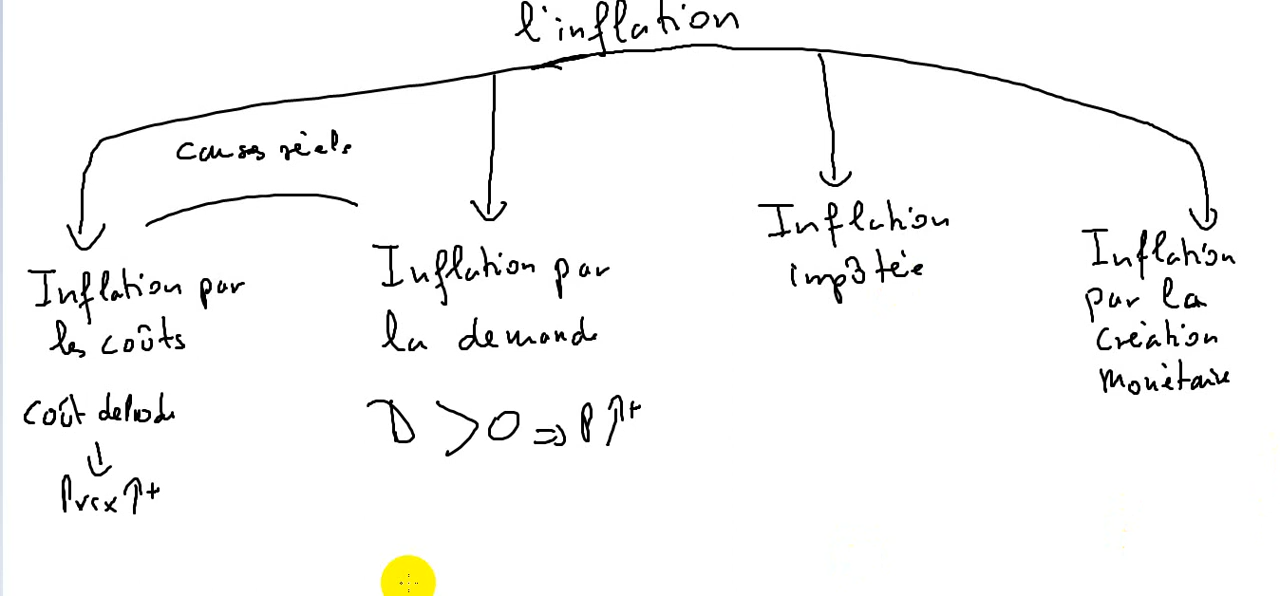 l'inflation
causes réels
Inflation par
les coûts
Coût de prod
↓
Prix ↑+
Inflation par
la demande
D > O => P ↑+
Inflation
importée
Inflation
par la
création
monétaire